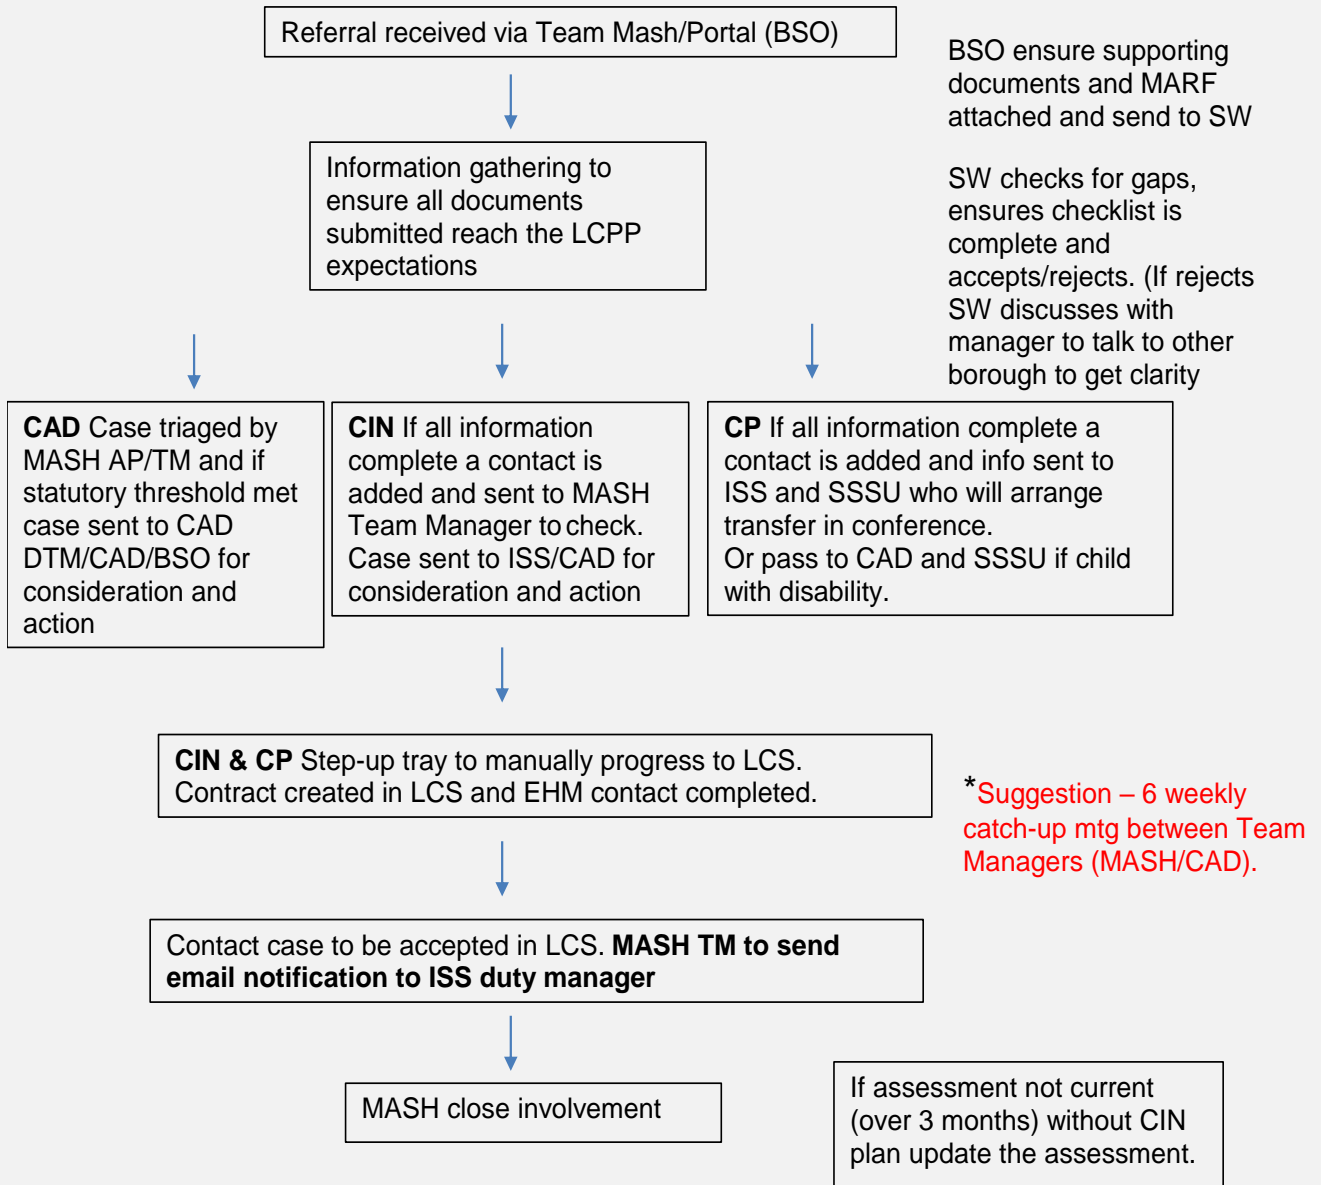 Referral received via Team Mash/Portal (BSO)
BSO ensure supporting
documents and MARF
attached and send to SW
Information gathering to
ensure all documents
submitted reach the LCPP
expectations
SW checks for gaps,
ensures checklist is
complete and
accepts/rejects. (If rejects
SW discusses with
manager to talk to other
borough to get clarity
CAD Case triaged by
MASH AP/TM and if
statutory threshold met
case sent to CAD
DTM/CAD/BSO for
consideration and
action
CIN If all information
complete a contact is
added and sent to MASH
Team Manager to check.
Case sent to ISS/CAD for
consideration and action
CP If all information complete a
contact is added and info sent to
ISS and SSSU who will arrange
transfer in conference.
Or pass to CAD and SSSU if child
with disability.
CIN & CP Step-up tray to manually progress to LCS.
Contract created in LCS and EHM contact completed.
*Suggestion – 6 weekly
catch-up mtg between Team
Managers (MASH/CAD).
Contact case to be accepted in LCS. MASH TM to send
email notification to ISS duty manager
MASH close involvement
If assessment not current
(over 3 months) without CIN
plan update the assessment.